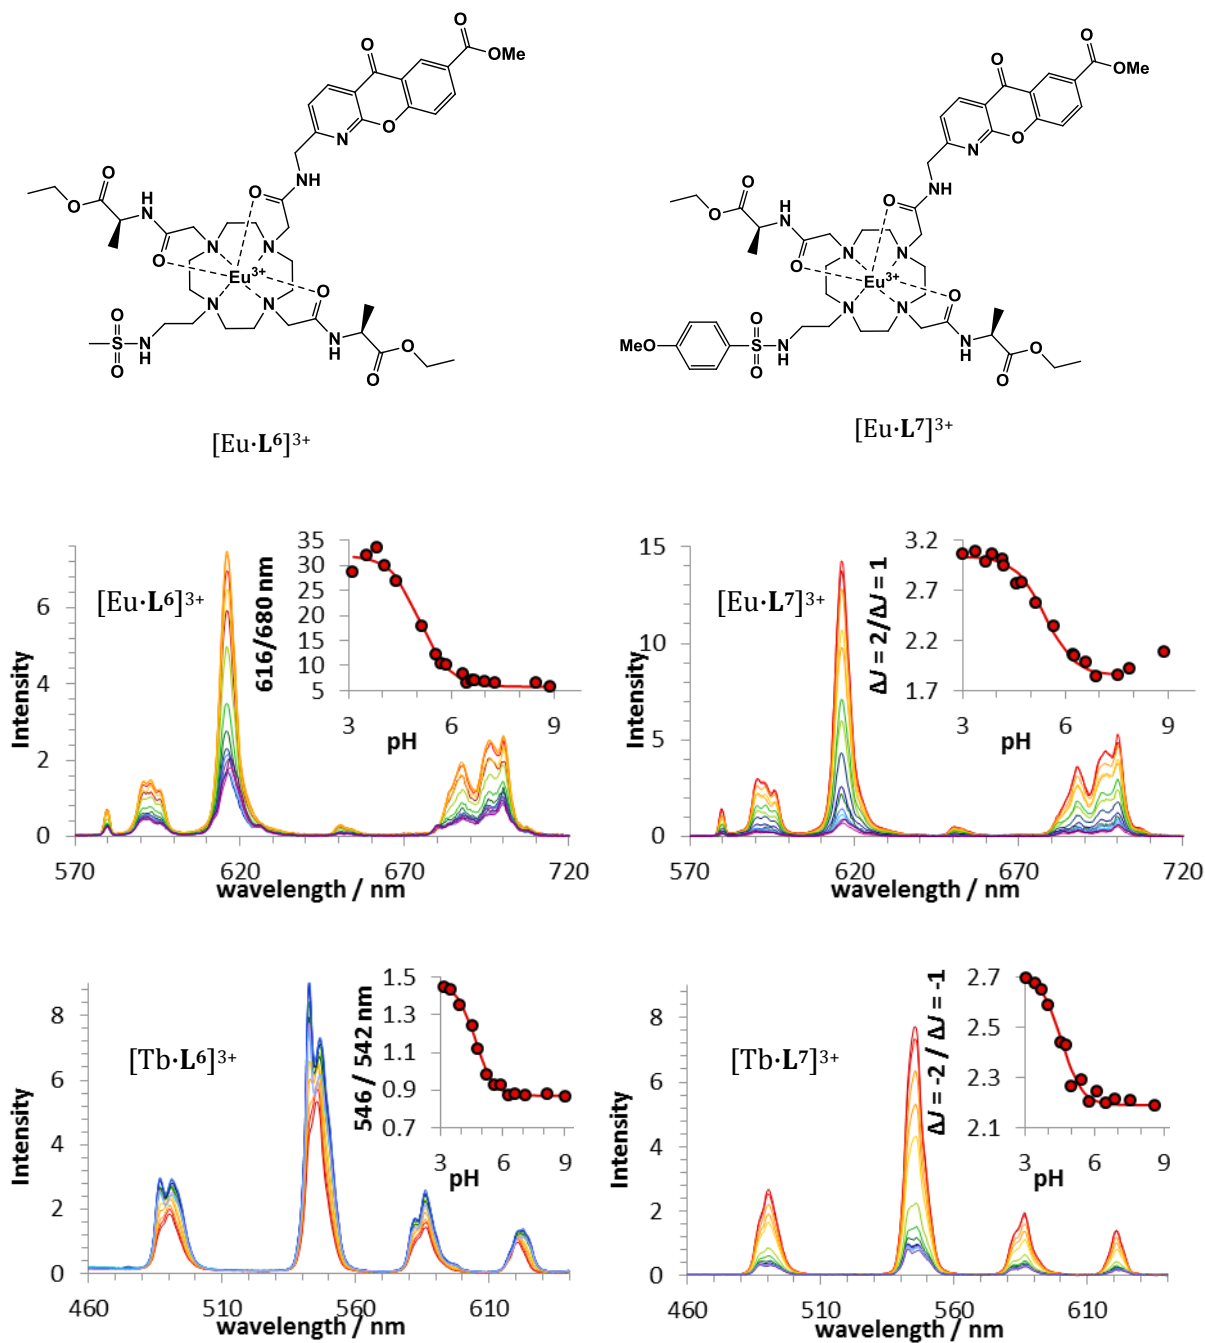 O
O
OMe
N
O
NH
O
O
O
H
N
O
N
N
Eu³⁺
O
N
N
O
S
O
N
H
N
H
O
O
[Eu·L⁶]³⁺
O
O
OMe
N
O
NH
O
O
O
H
N
O
N
N
Eu³⁺
O
N
N
MeO
O
S
O
N
H
N
H
O
O
[Eu·L⁷]³⁺
[Eu·L⁶]³⁺
Intensity
6
4
2
0
570 620 670 720
wavelength / nm
616/680 nm
35
30
25
20
15
10
5
3 6 9
pH
[Eu·L⁷]³⁺
Intensity
15
10
5
0
570 620 670 720
wavelength / nm
ΔJ = 2/ΔJ = 1
3.2
2.7
2.2
1.7
3 6 9
pH
[Tb·L⁶]³⁺
Intensity
8
6
4
2
0
460 510 560 610
wavelength / nm
546 / 542 nm
1.5
1.3
1.1
0.9
0.7
3 6 9
pH
[Tb·L⁷]³⁺
Intensity
8
6
4
2
0
460 510 560 610
wavelength / nm
ΔJ = -2 / ΔJ = -1
2.7
2.5
2.3
2.1
3 6 9
pH